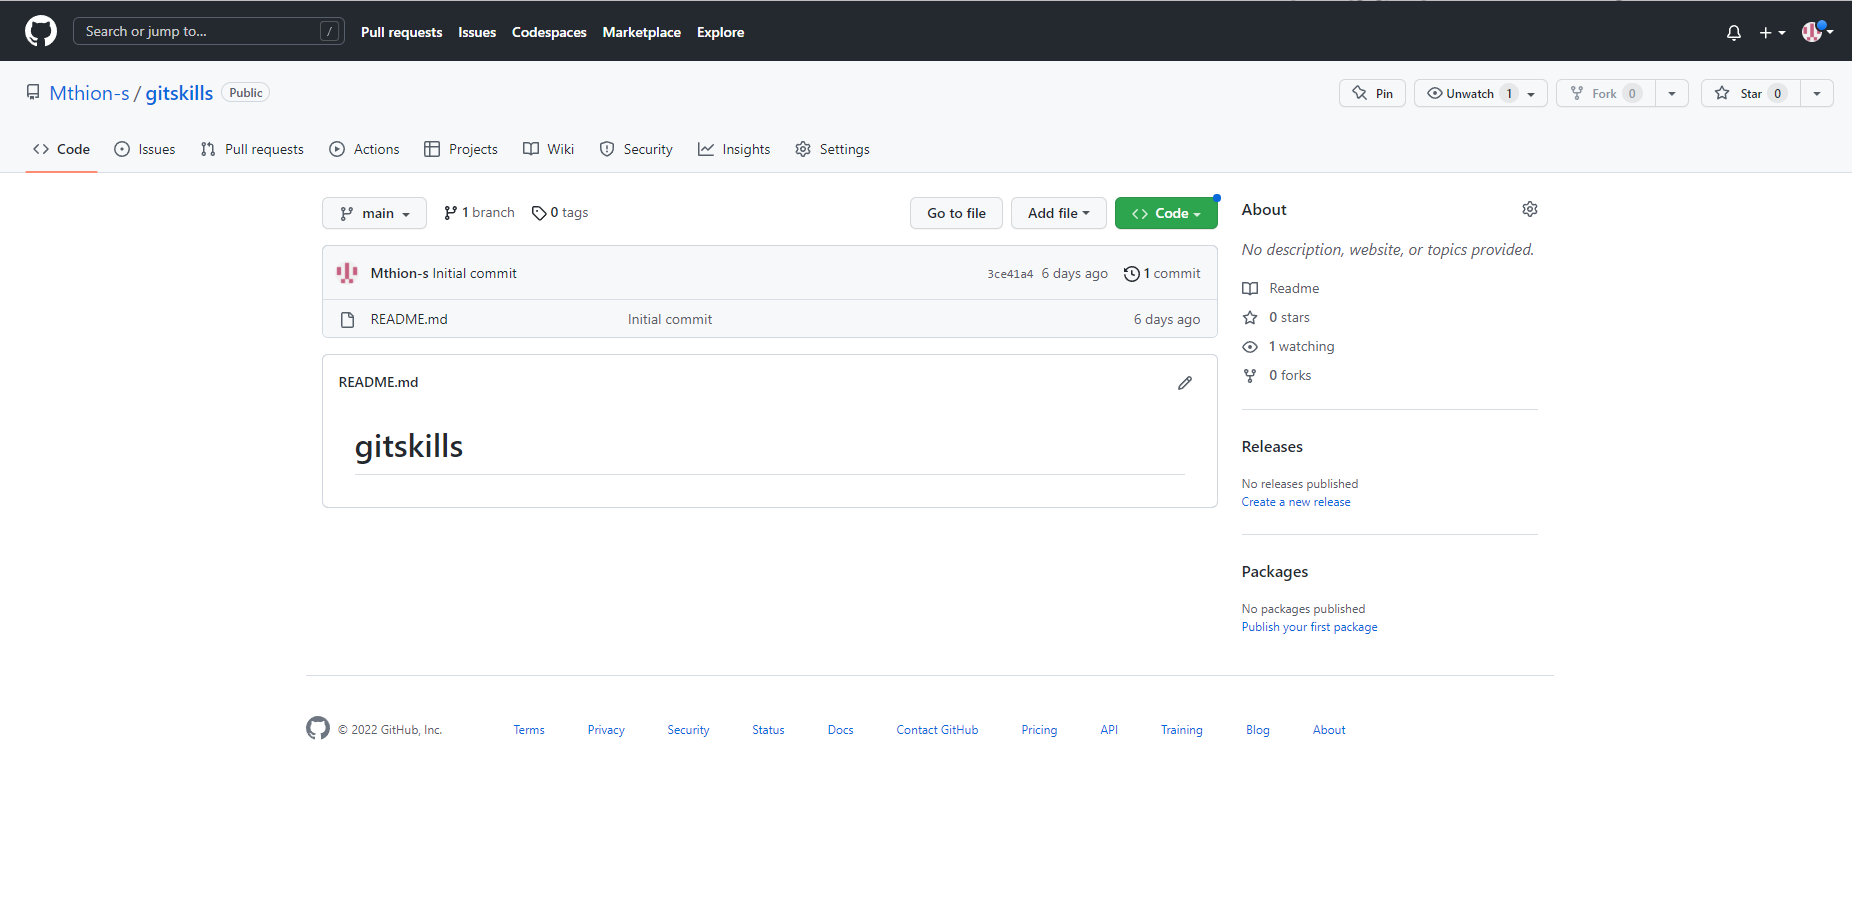 Search or jump to... /
Pull requests Issues Codespaces Marketplace Explore
Mthion-s / gitskills Public
Pin Unwatch 1 Fork 0 Star 0
Code Issues Pull requests Actions Projects Wiki Security Insights Settings
main 1 branch 0 tags Go to file Add file Code
Mthion-s Initial commit 3ce41a4 6 days ago 1 commit
README.md Initial commit 6 days ago
README.md
gitskills
About
No description, website, or topics provided.
Readme
0 stars
1 watching
0 forks
Releases
No releases published
Create a new release
Packages
No packages published
Publish your first package
© 2022 GitHub, Inc. Terms Privacy Security Status Docs Contact GitHub Pricing API Training Blog About